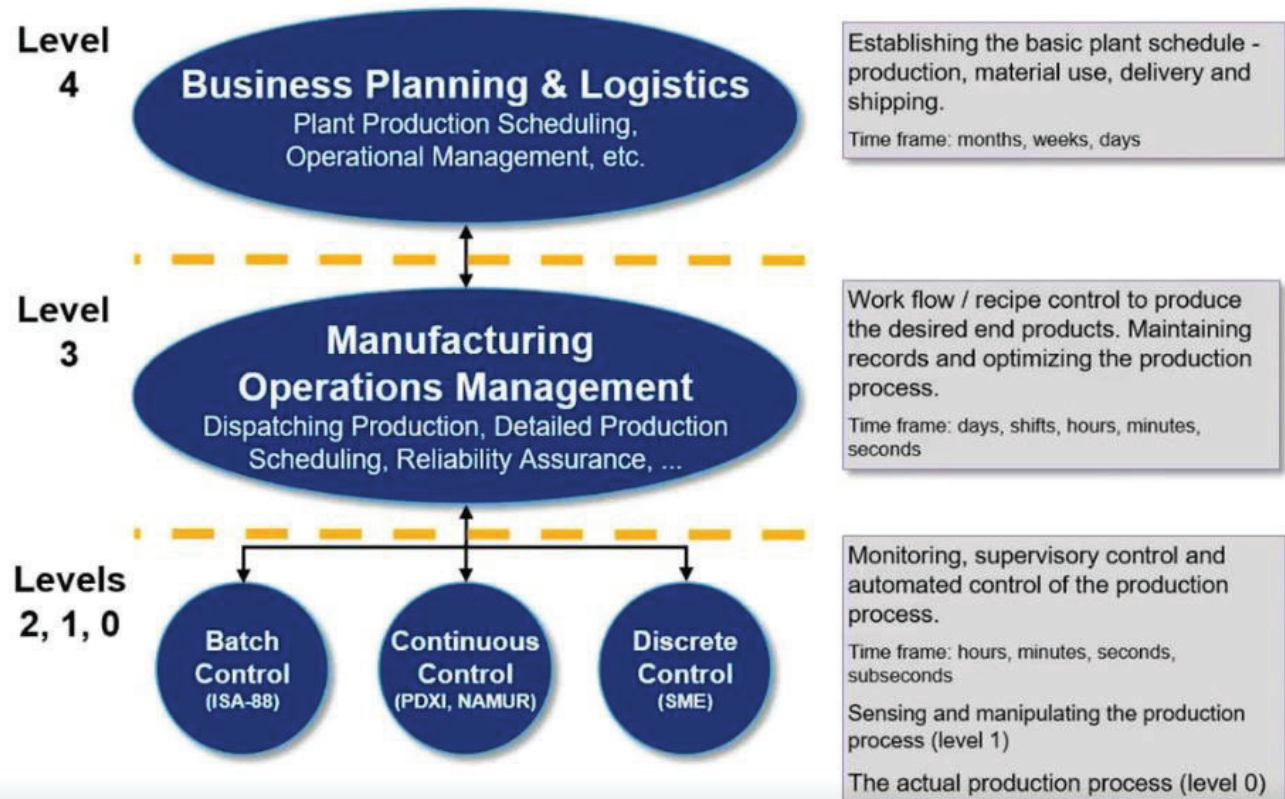 Level
4
Business Planning & Logistics
Plant Production Scheduling,
Operational Management, etc.
Establishing the basic plant schedule -
production, material use, delivery and
shipping.
Time frame: months, weeks, days
Level
3
Manufacturing
Operations Management
Dispatching Production, Detailed Production
Scheduling, Reliability Assurance, ...
Work flow / recipe control to produce
the desired end products. Maintaining
records and optimizing the production
process.
Time frame: days, shifts, hours, minutes,
seconds
Levels
2, 1, 0
Batch
Control
(ISA-88)
Continuous
Control
(PDXI, NAMUR)
Discrete
Control
(SME)
Monitoring, supervisory control and
automated control of the production
process.
Time frame: hours, minutes, seconds,
subseconds
Sensing and manipulating the production
process (level 1)
The actual production process (level 0)